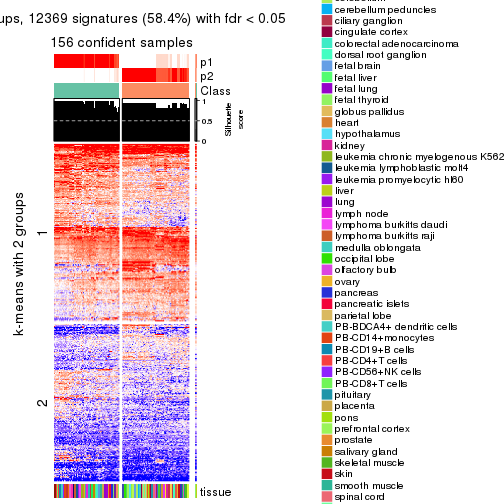 ups, 12369 signatures (58.4%) with fdr < 0.05
156 confident samples
p1
p2
Class
1
0.5
0
Silhouette
score
k-means with 2 groups
1
2
tissue
cerebellum peduncles
ciliary ganglion
cingulate cortex
colorectal adenocarcinoma
dorsal root ganglion
fetal brain
fetal liver
fetal lung
fetal thyroid
globus pallidus
heart
hypothalamus
kidney
leukemia chronic myelogenous K562
leukemia lymphoblastic molt4
leukemia promyelocytic hl60
liver
lung
lymph node
lymphoma burkitts daudi
lymphoma burkitts raji
medulla oblongata
occipital lobe
olfactory bulb
ovary
pancreas
pancreatic islets
parietal lobe
PB-BDCA4+ dendritic cells
PB-CD14+monocytes
PB-CD19+B cells
PB-CD4+T cells
PB-CD56+NK cells
PB-CD8+T cells
pituitary
placenta
pons
prefrontal cortex
prostate
salivary gland
skeletal muscle
skin
smooth muscle
spinal cord